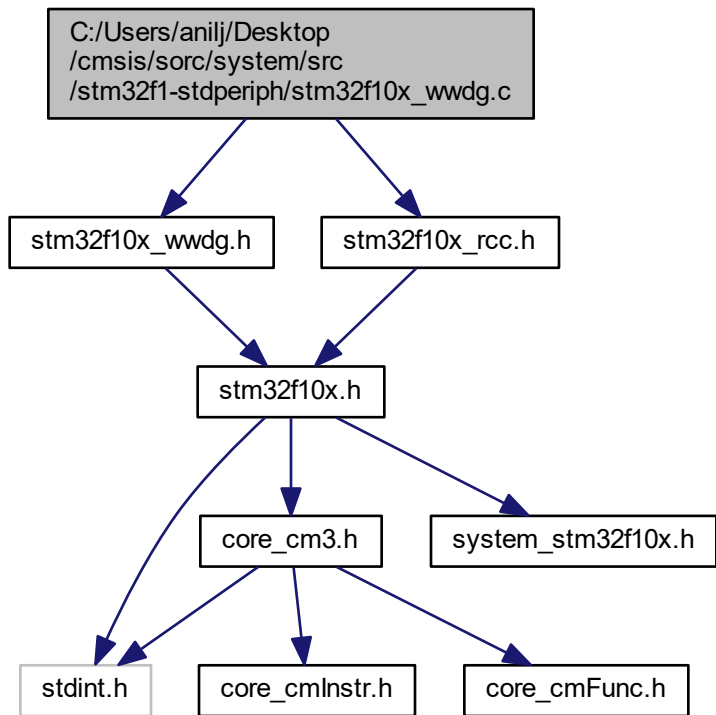 C:/Users/anilj/Desktop
/cmsis/sorc/system/src
/stm32f1-stdperiph/stm32f10x_wwdg.c
stm32f10x_wwdg.h
stm32f10x_rcc.h
stm32f10x.h
core_cm3.h
system_stm32f10x.h
stdint.h
core_cmInstr.h
core_cmFunc.h